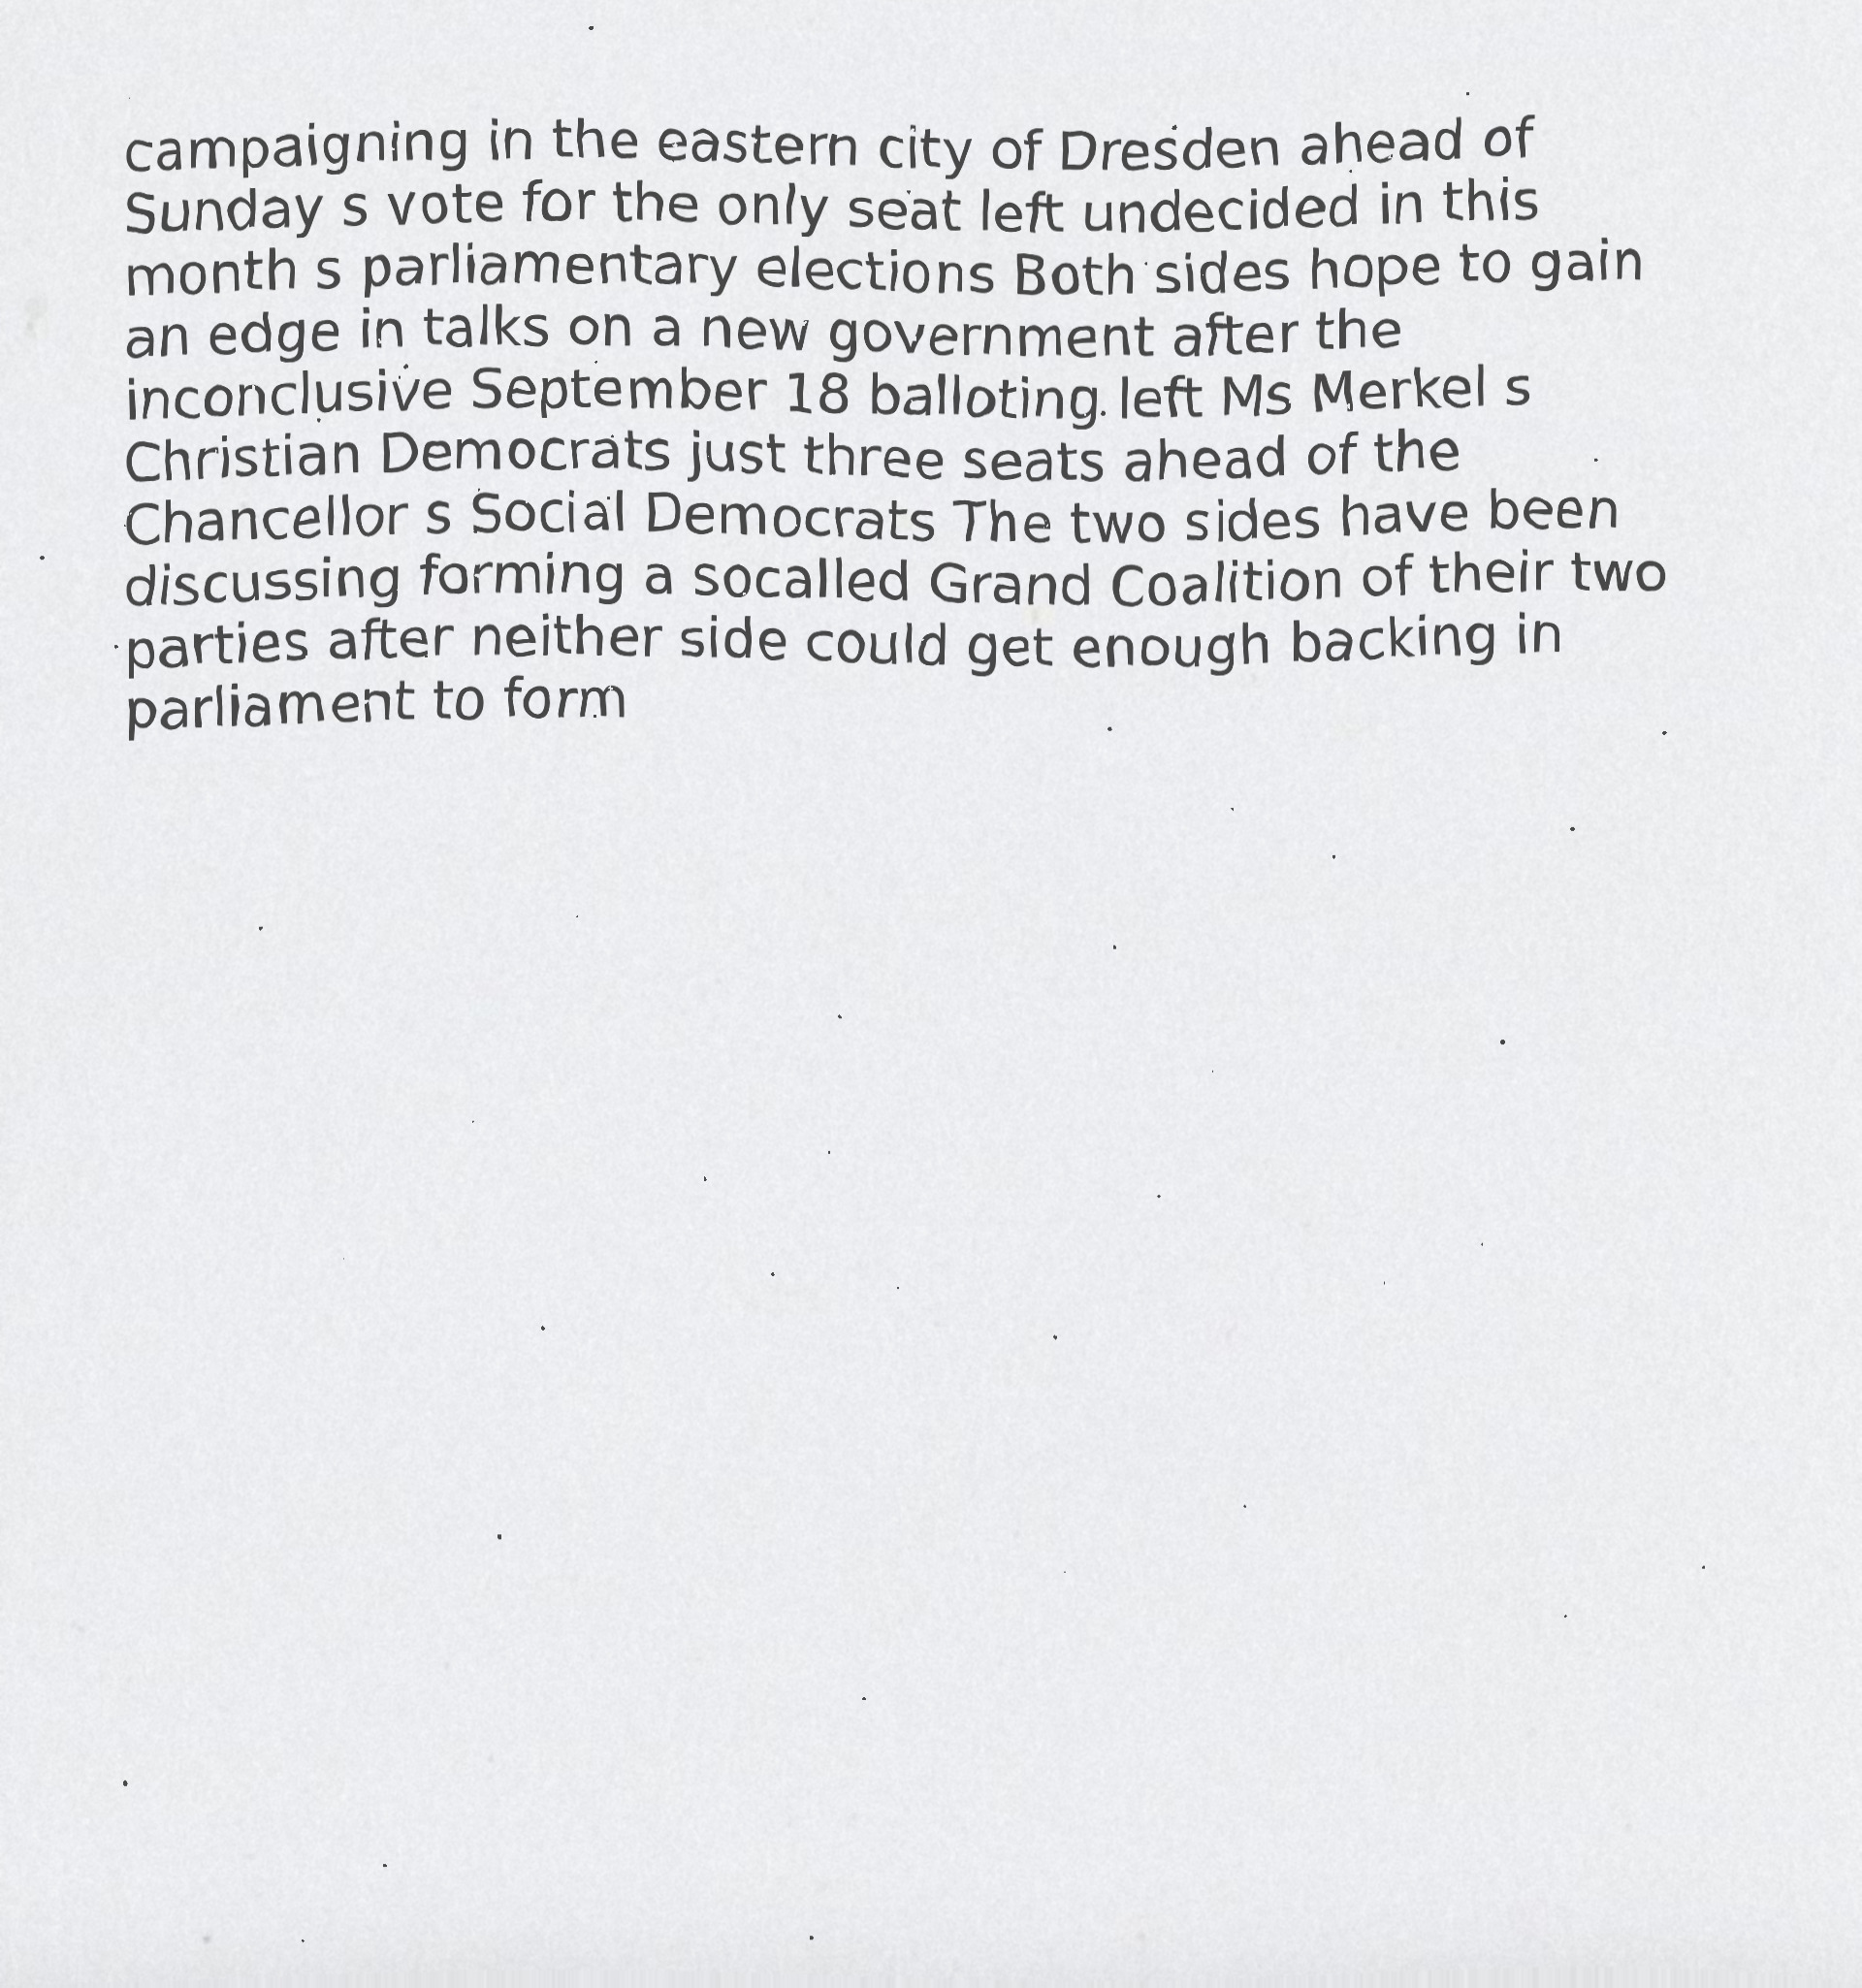 campaigning in the eastern city of Dresden ahead of
Sunday s vote for the only seat left undecided in this
month s parliamentary elections Both sides hope to gain
an edge in talks on a new government after the
inconclusive September 18 balloting left Ms Merkel s
Christian Democrats just three seats ahead of the
Chancellor s Social Democrats The two sides have been
discussing forming a socalled Grand Coalition of their two
parties after neither side could get enough backing in
parliament to form